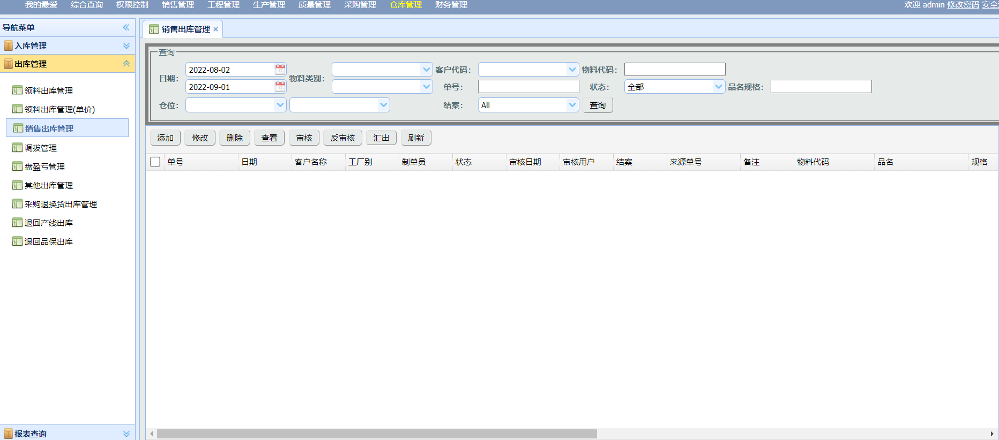 我的最爱 综合查询 权限控制 销售管理 工程管理 生产管理 质量管理 采购管理 仓库管理 财务管理 欢迎 admin 修改密码 安全
导航菜单
入库管理
出库管理
领料出库管理
领料出库管理(单价)
销售出库管理
调拔管理
盘盈亏管理
其他出库管理
采购退换货出库管理
退回产线出库
退回品保出库
报表查询
销售出库管理 ×
查询
日期： 2022-08-02 物料类别： 客户代码： 物料代码：
2022-09-01 单号： 状态： 全部 品名规格：
仓位： 结案： All 查询
添加 修改 删除 查看 审核 反审核 汇出 刷新
单号 日期 客户名称 工厂别 制单员 状态 审核日期 审核用户 结案 来源单号 备注 物料代码 品名 规格